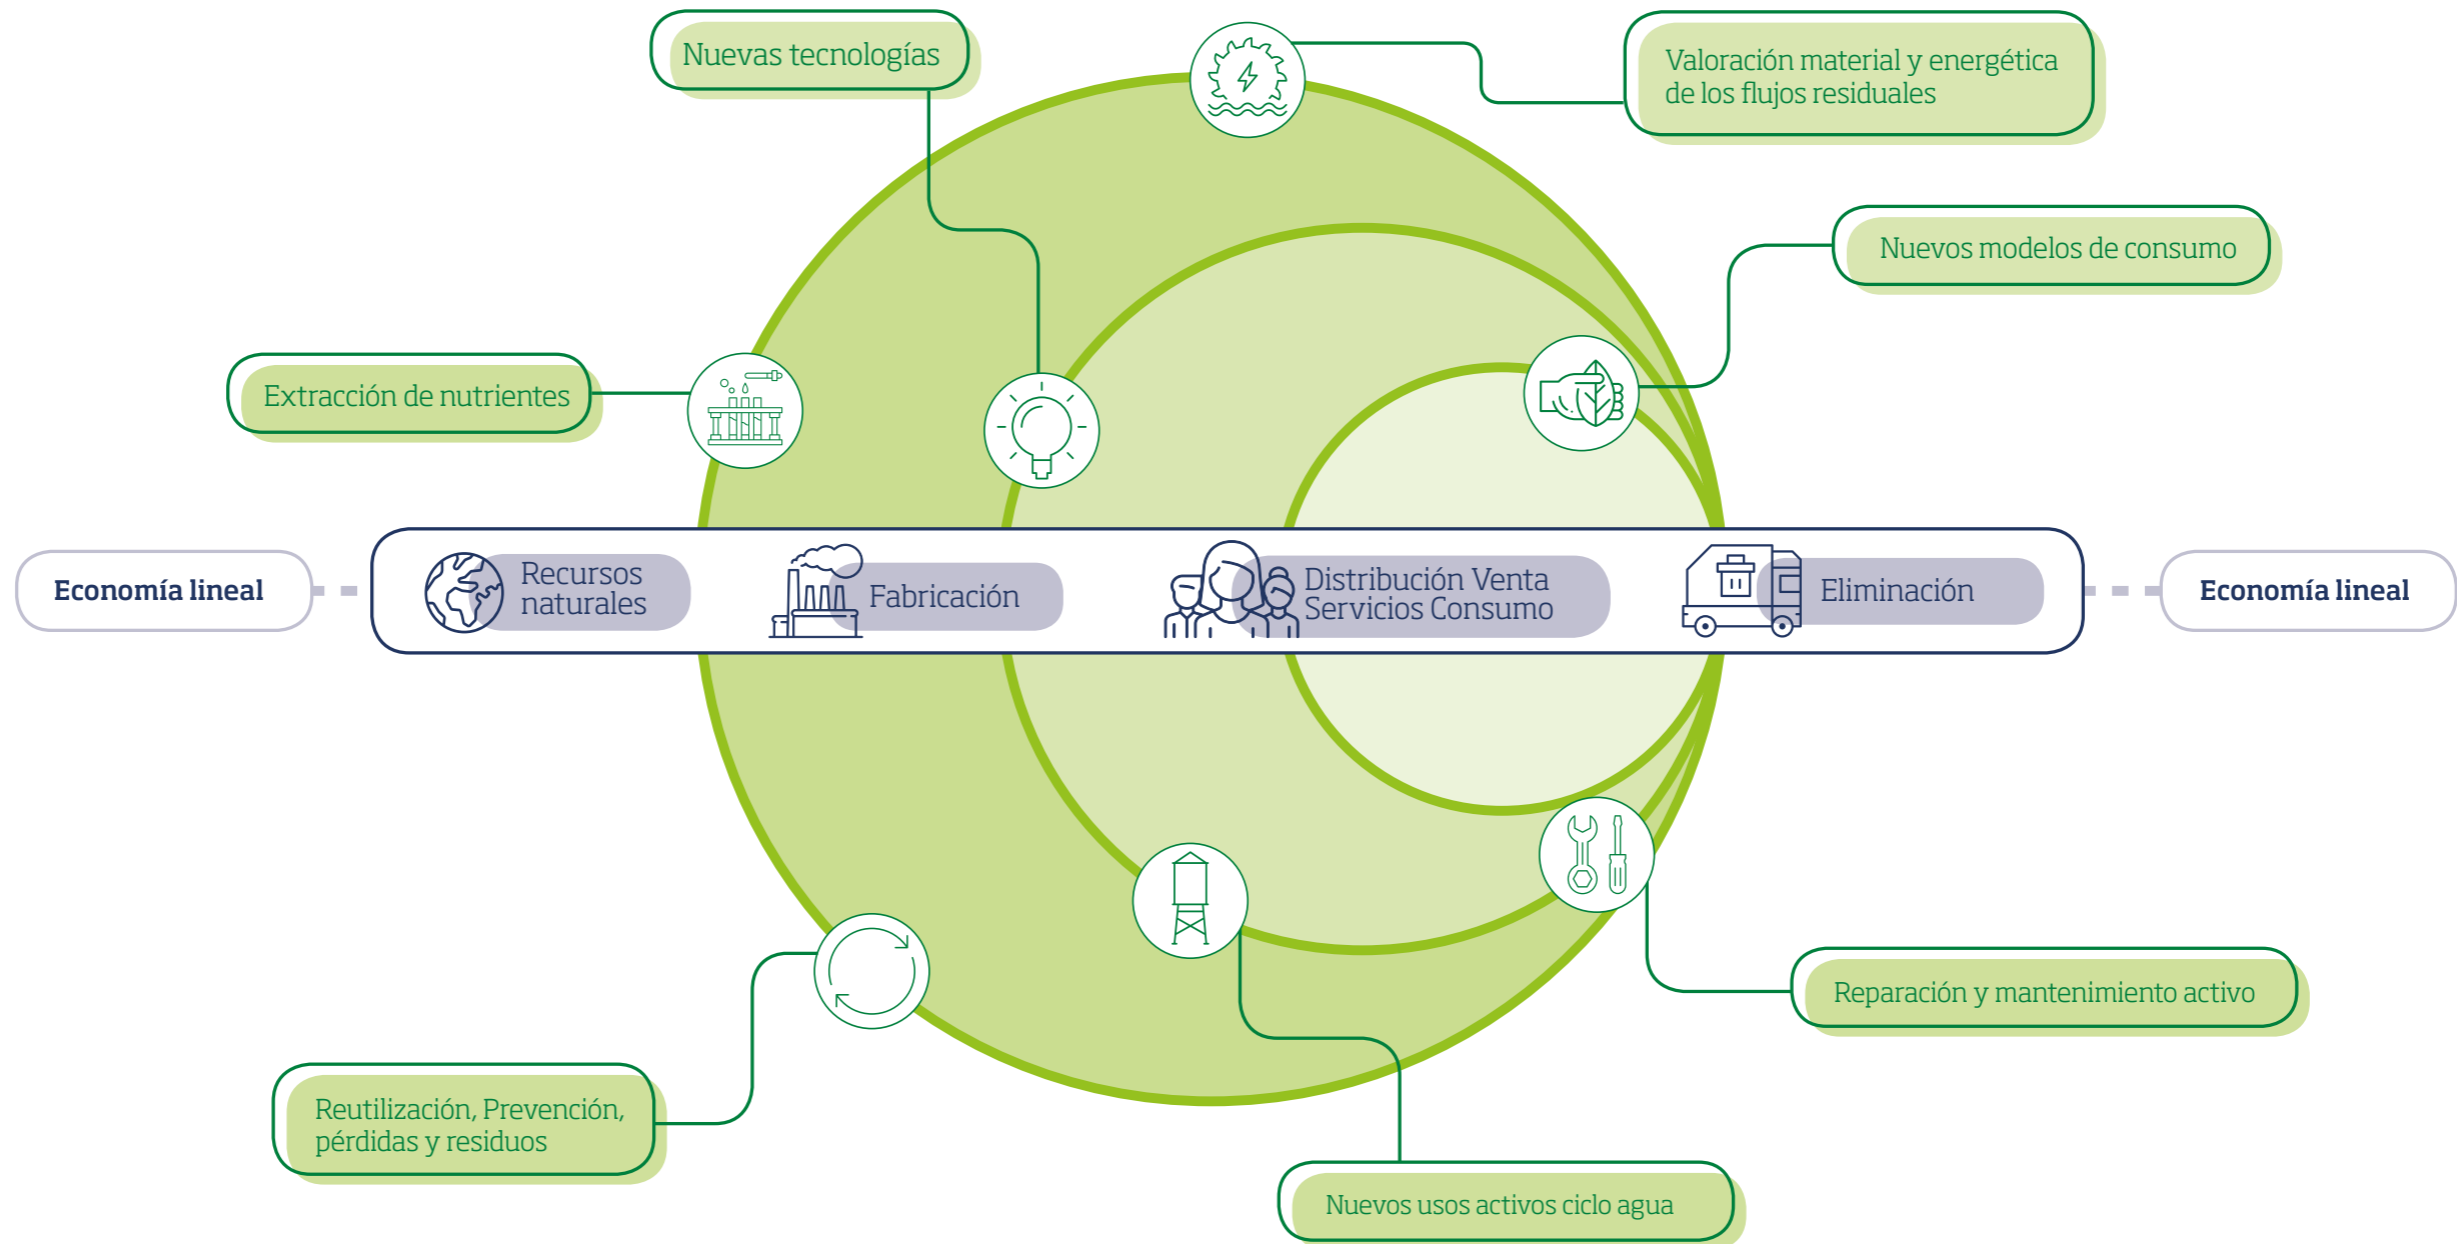 Nuevas tecnologías
Valoración material y energética
de los flujos residuales
Nuevos modelos de consumo
Extracción de nutrientes
Economía lineal
Recursos
naturales
Fabricación
Distribución Venta
Servicios Consumo
Eliminación
Economía lineal
Reparación y mantenimiento activo
Reutilización, Prevención,
pérdidas y residuos
Nuevos usos activos ciclo agua